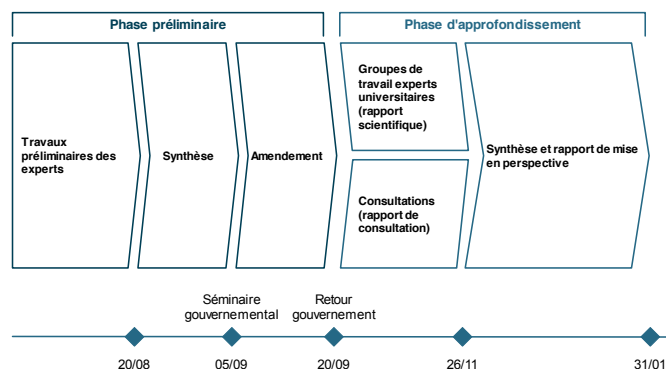 Phase préliminaire
Phase d'approfondissement
Travaux
préliminaires des
experts
Synthèse
Amendement
Groupes de
travail experts
universitaires
(rapport
scientifique)
Consultations
(rapport de
consultation)
Synthèse et rapport de mise
en perspective
Séminaire
gouvernemental
Retour
gouvernement
20/08
05/09
20/09
26/11
31/01